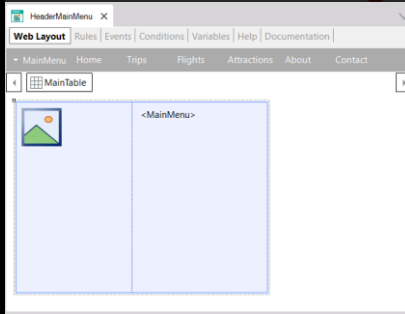 HeaderMainMenu
Web Layout Rules Events Conditions Variables Help Documentation
MainMenu Home Trips Flights Attractions About Contact
MainTable
<MainMenu>